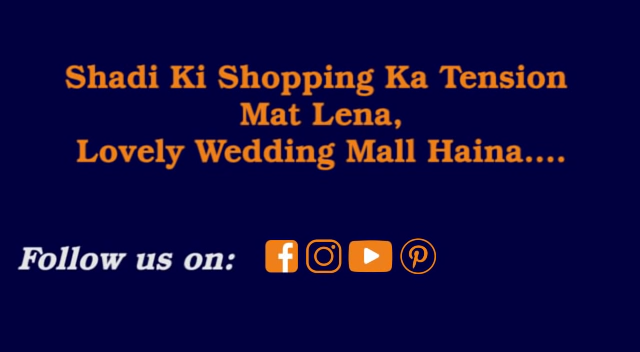 Shadi Ki Shopping Ka Tension
Mat Lena,
Lovely Wedding Mall Haina....
Follow us on: